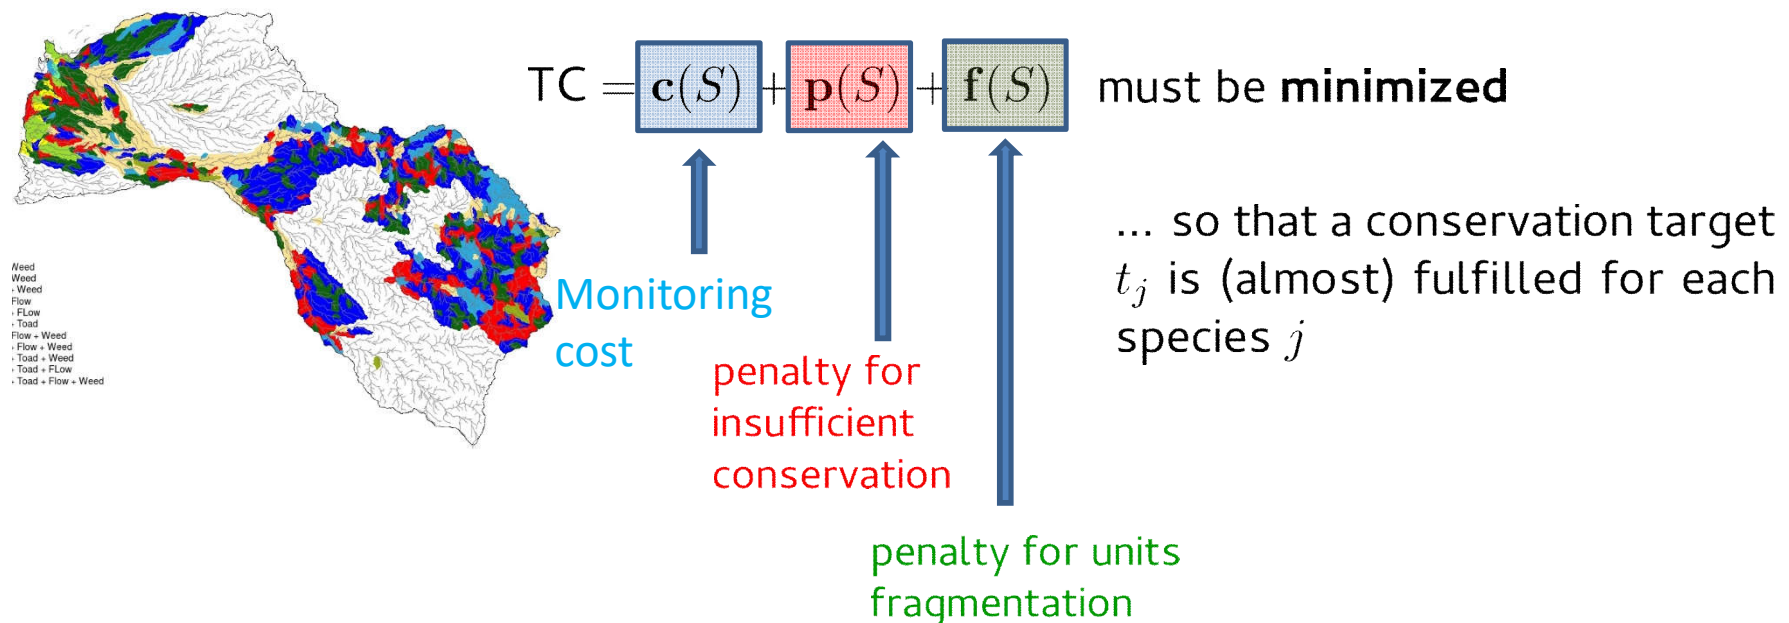 TC = c(S) + p(S) + f(S) must be minimized
... so that a conservation target
t_j is (almost) fulfilled for each
species j
Monitoring
cost
penalty for
insufficient
conservation
penalty for units
fragmentation
Weed
Weed
+ Weed
Flow
+ FLow
+ Toad
Flow + Weed
+ Flow + Weed
+ Toad + Weed
+ Toad + FLow
+ Toad + Flow + Weed